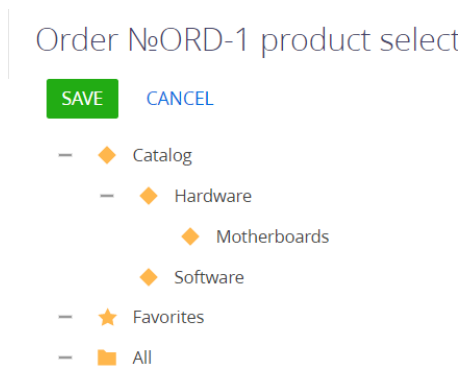 Order №ORD-1 product select
SAVE CANCEL
Catalog
Hardware
Motherboards
Software
Favorites
All